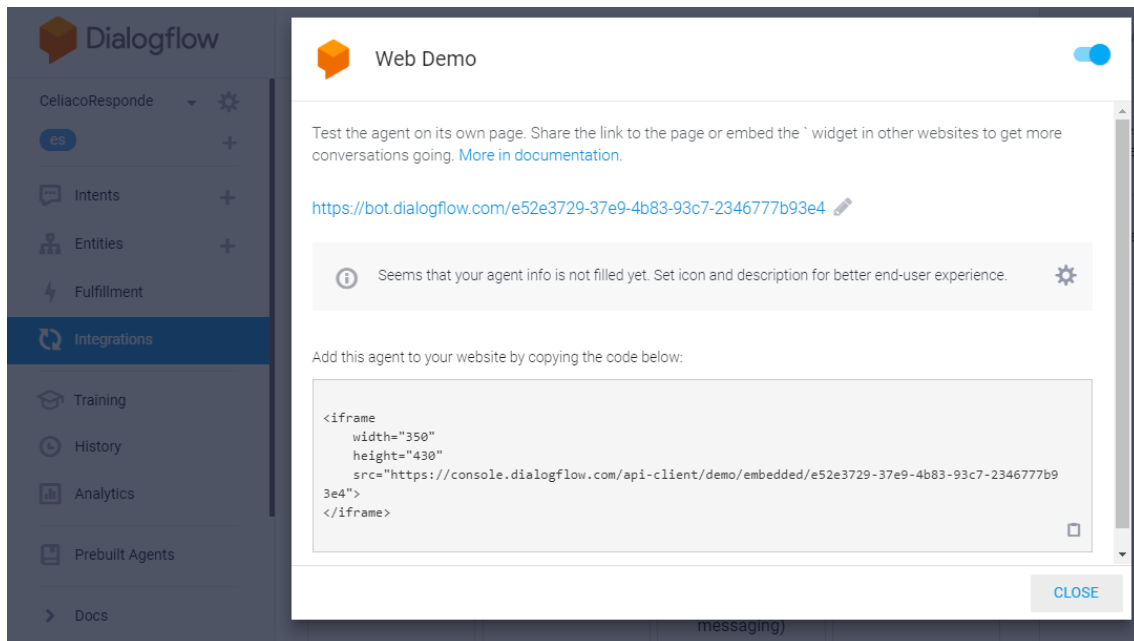 Dialogflow
CeliacoResponde
es
Intents
Entities
Fulfillment
Integrations
Training
History
Analytics
Prebuilt Agents
Docs
Web Demo
Test the agent on its own page. Share the link to the page or embed the ` widget in other websites to get more
conversations going. More in documentation.
https://bot.dialogflow.com/e52e3729-37e9-4b83-93c7-2346777b93e4
Seems that your agent info is not filled yet. Set icon and description for better end-user experience.
Add this agent to your website by copying the code below:
<iframe
width="350"
height="430"
src="https://console.dialogflow.com/api-client/demo/embedded/e52e3729-37e9-4b83-93c7-2346777b9
3e4">
</iframe>
CLOSE
messaging)